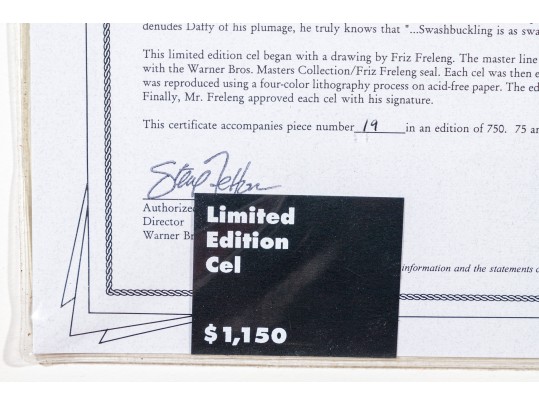 denudes Daffy of his plumage, he truly knows that "...Swashbuckling is as swa
This limited edition cel began with a drawing by Friz Freleng. The master line
with the Warner Bros. Masters Collection/Friz Freleng seal. Each cel was then e
was reproduced using a four-color lithography process on acid-free paper. The ed
Finally, Mr. Freleng approved each cel with his signature.
This certificate accompanies piece number 19 in an edition of 750. 75 ar
Authorize
Director
Warner Br
information and the statements o
Limited
Edition
Cel
$1,150